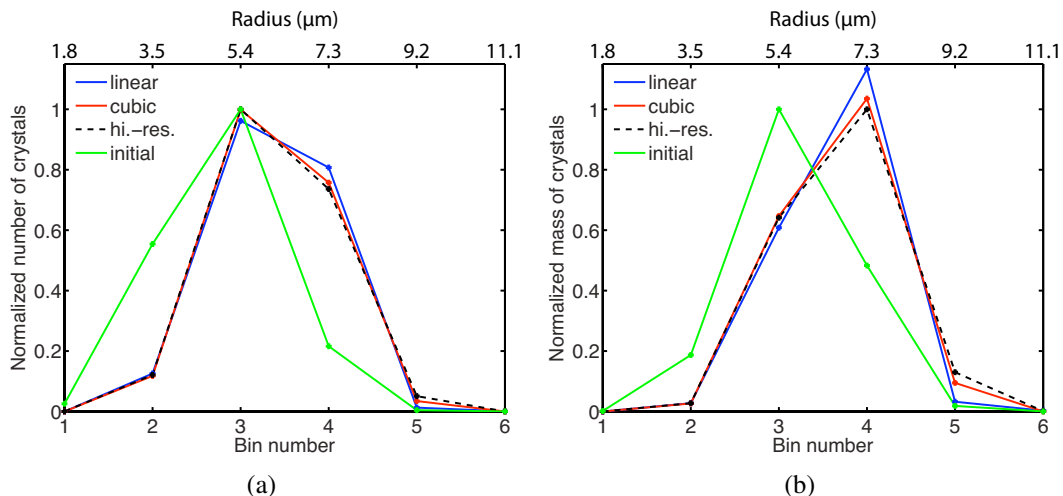 Radius (μm)
1.8 3.5 5.4 7.3 9.2 11.1
linear
cubic
hi.-res.
initial
Normalized number of crystals
1
0.8
0.6
0.4
0.2
0
1 2 3 4 5 6
Bin number
(a)
Radius (μm)
1.8 3.5 5.4 7.3 9.2 11.1
linear
cubic
hi.-res.
initial
Normalized mass of crystals
1
0.8
0.6
0.4
0.2
0
1 2 3 4 5 6
Bin number
(b)